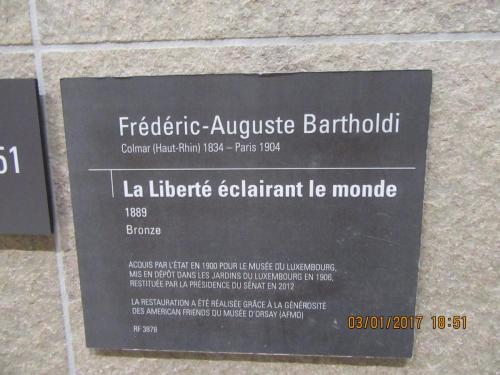 51
Frédéric-Auguste Bartholdi
Colmar (Haut-Rhin) 1834 – Paris 1904
La Liberté éclairant le monde
1889
Bronze
ACQUIS PAR L'ÉTAT EN 1900 POUR LE MUSÉE DU LUXEMBOURG,
MIS EN DÉPÔT DANS LES JARDINS DU LUXEMBOURG EN 1906,
RESTITUÉE PAR LA PRÉSIDENCE DU SÉNAT EN 2012
LA RESTAURATION A ÉTÉ RÉALISÉE GRÂCE À LA GÉNÉROSITÉ
DES AMERICAN FRIENDS DU MUSÉE D'ORSAY (AFMO)
RF 3878
03/01/2017 18:51